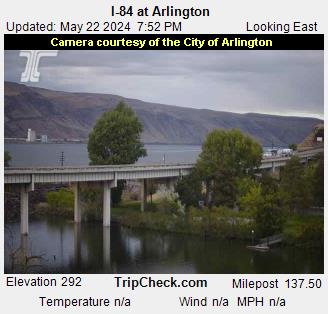 I-84 at Arlington
Updated: May 22 2024 7:52 PM Looking East
Camera courtesy of the City of Arlington
Elevation 292 TripCheck.com Milepost 137.50
Temperature n/a Wind n/a MPH n/a